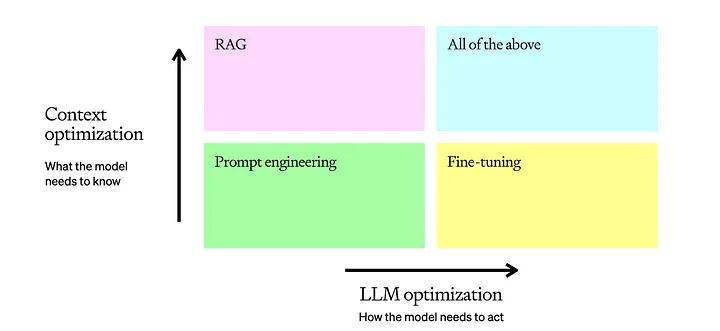 RAG
All of the above
Context
optimization
What the model
needs to know
Prompt engineering
Fine-tuning
LLM optimization
How the model needs to act